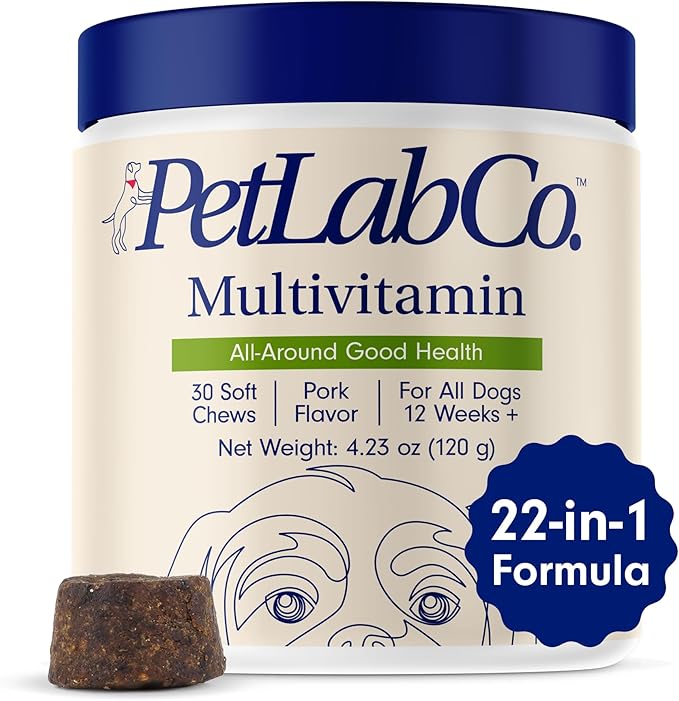 PetLabCo.™
Multivitamin
All-Around Good Health
30 Soft Chews | Pork Flavor | For All Dogs 12 Weeks +
Net Weight: 4.23 oz (120 g)
22-in-1
Formula